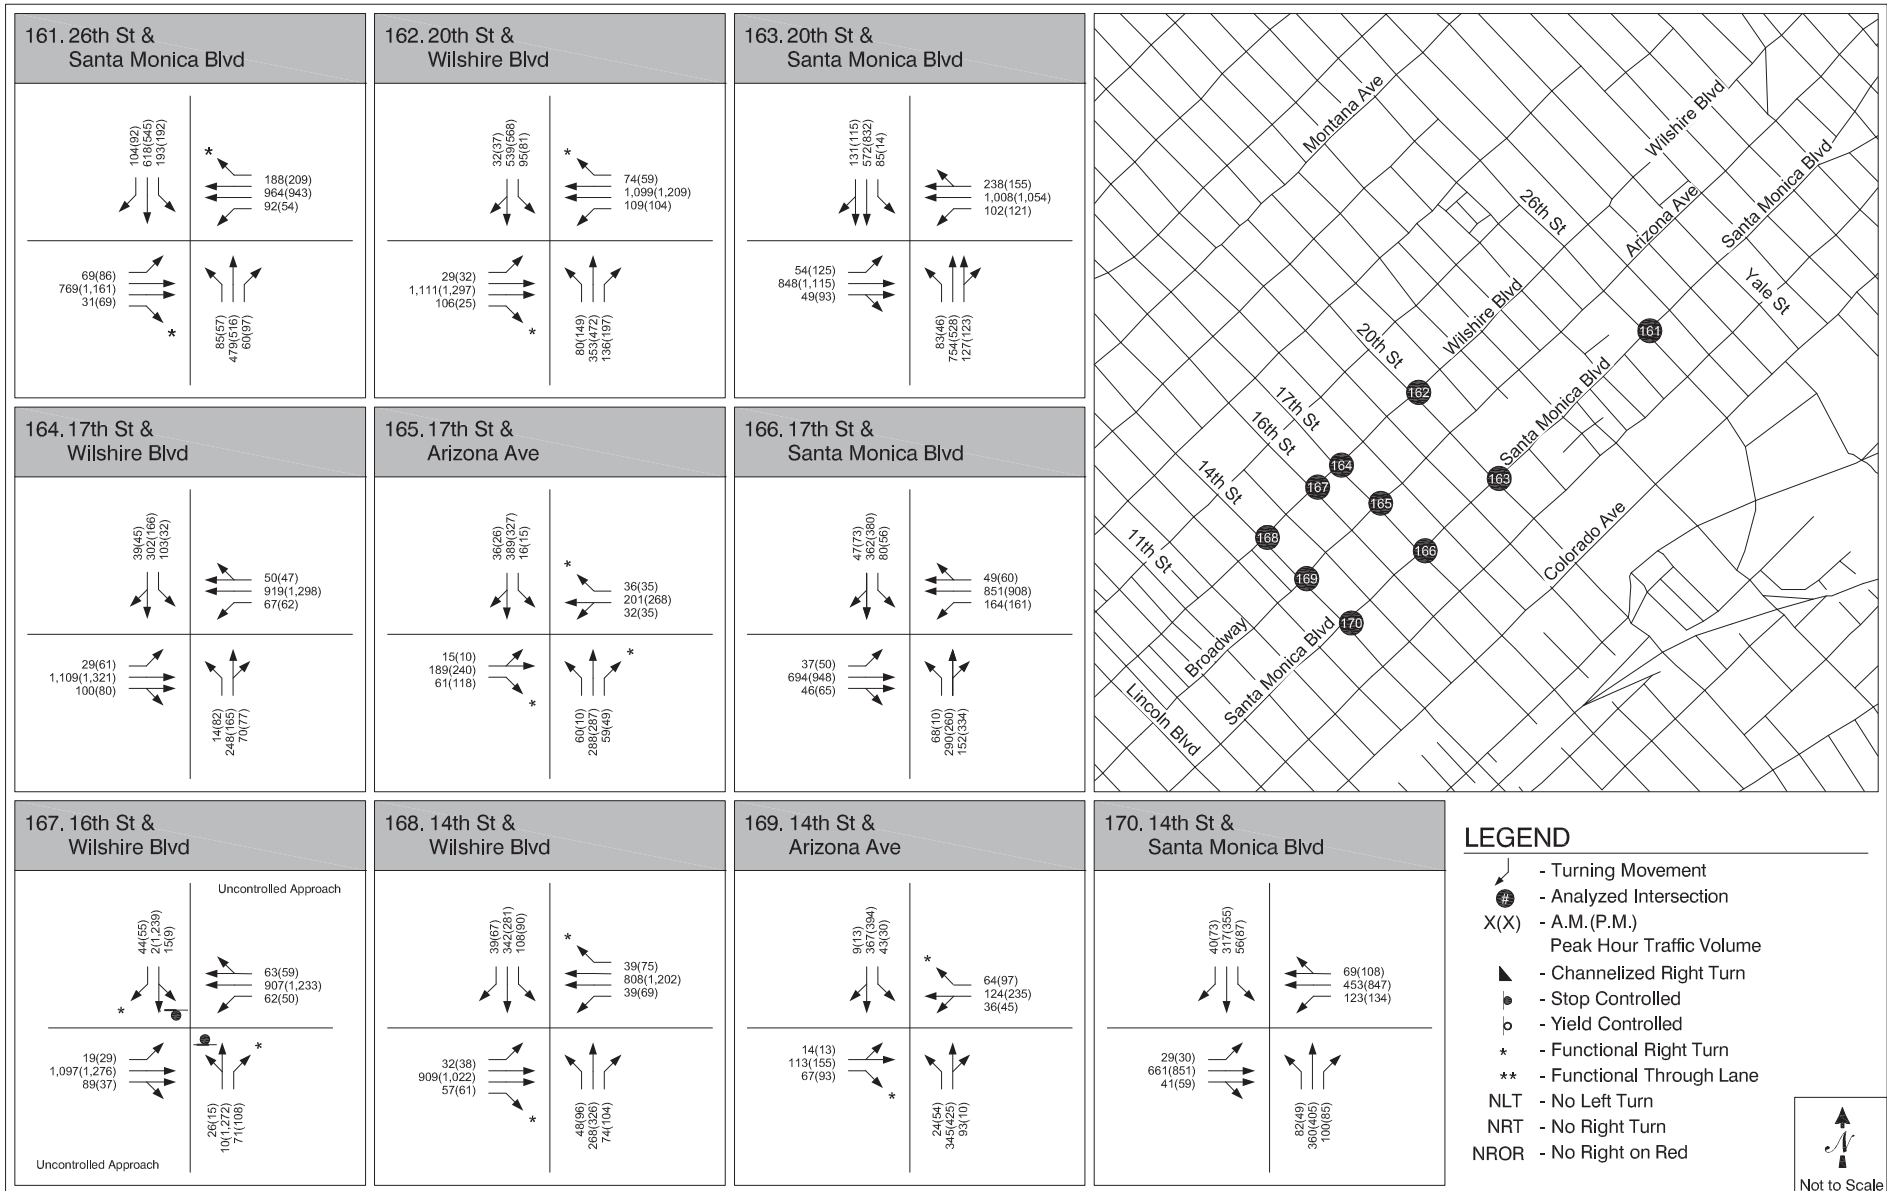 161. 26th St &
Santa Monica Blvd
104(92)
618(545)
193(192)
*
188(209)
964(943)
92(54)
69(86)
769(1,161)
31(69)
*
85(57)
479(516)
60(97)
162. 20th St &
Wilshire Blvd
32(37)
539(568)
95(81)
*
74(59)
1,099(1,209)
109(104)
29(32)
1,111(1,297)
106(25)
*
80(149)
353(472)
136(197)
163. 20th St &
Santa Monica Blvd
131(115)
572(832)
85(14)
238(155)
1,008(1,054)
102(121)
54(125)
848(1,115)
49(93)
83(46)
754(528)
127(123)
164. 17th St &
Wilshire Blvd
39(45)
302(166)
103(32)
50(47)
919(1,298)
67(62)
29(61)
1,109(1,321)
100(80)
14(82)
248(165)
70(77)
165. 17th St &
Arizona Ave
36(26)
389(327)
16(15)
*
36(35)
201(268)
32(35)
15(10)
189(240)
61(118)
*
60(10)
288(287)
59(49)
*
166. 17th St &
Santa Monica Blvd
47(73)
362(380)
80(56)
49(60)
851(908)
164(161)
37(50)
694(948)
46(65)
68(10)
290(260)
152(334)
167. 16th St &
Wilshire Blvd
Uncontrolled Approach
44(55)
2(1,239)
15(9)
*
63(59)
907(1,233)
62(50)
19(29)
1,097(1,276)
89(37)
*
26(15)
10(1,272)
71(108)
Uncontrolled Approach
168. 14th St &
Wilshire Blvd
39(67)
342(281)
108(90)
*
39(75)
808(1,202)
39(69)
32(38)
909(1,022)
57(61)
*
48(96)
268(326)
74(104)
169. 14th St &
Arizona Ave
9(13)
367(394)
43(30)
*
64(97)
124(235)
36(45)
14(13)
113(155)
67(93)
*
24(54)
345(425)
93(10)
170. 14th St &
Santa Monica Blvd
40(73)
317(355)
56(87)
69(108)
453(847)
123(134)
29(30)
661(851)
41(59)
82(49)
360(405)
100(85)
Montana Ave
Wilshire Blvd
Santa Monica Blvd
Arizona Ave
26th St
Yale St
Wilshire Blvd
20th St
161
Santa Monica Blvd
162
17th St
16th St
164
14th St
167
163
165
Colorado Ave
11th St
168
166
169
170
Broadway
Santa Monica Blvd
Lincoln Blvd
LEGEND
- Turning Movement
# - Analyzed Intersection
X(X) - A.M.(P.M.)
Peak Hour Traffic Volume
- Channelized Right Turn
- Stop Controlled
- Yield Controlled
* - Functional Right Turn
** - Functional Through Lane
NLT - No Left Turn
NRT - No Right Turn
NROR - No Right on Red
N
Not to Scale